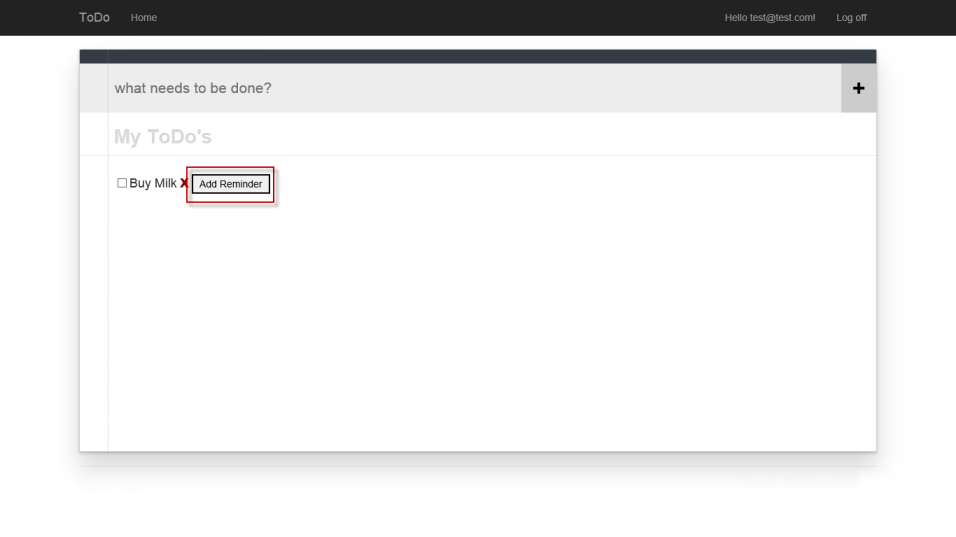 ToDo Home Hello test@test.com! Log off
what needs to be done? +
My ToDo's
Buy Milk X Add Reminder